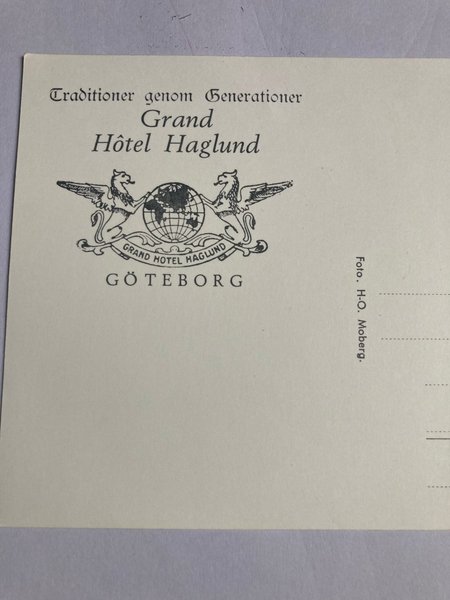 Traditioner genom Generationer
Grand
Hôtel Haglund
GRAND HOTEL HAGLUND
GÖTEBORG
Foto. H-O. Moberg.